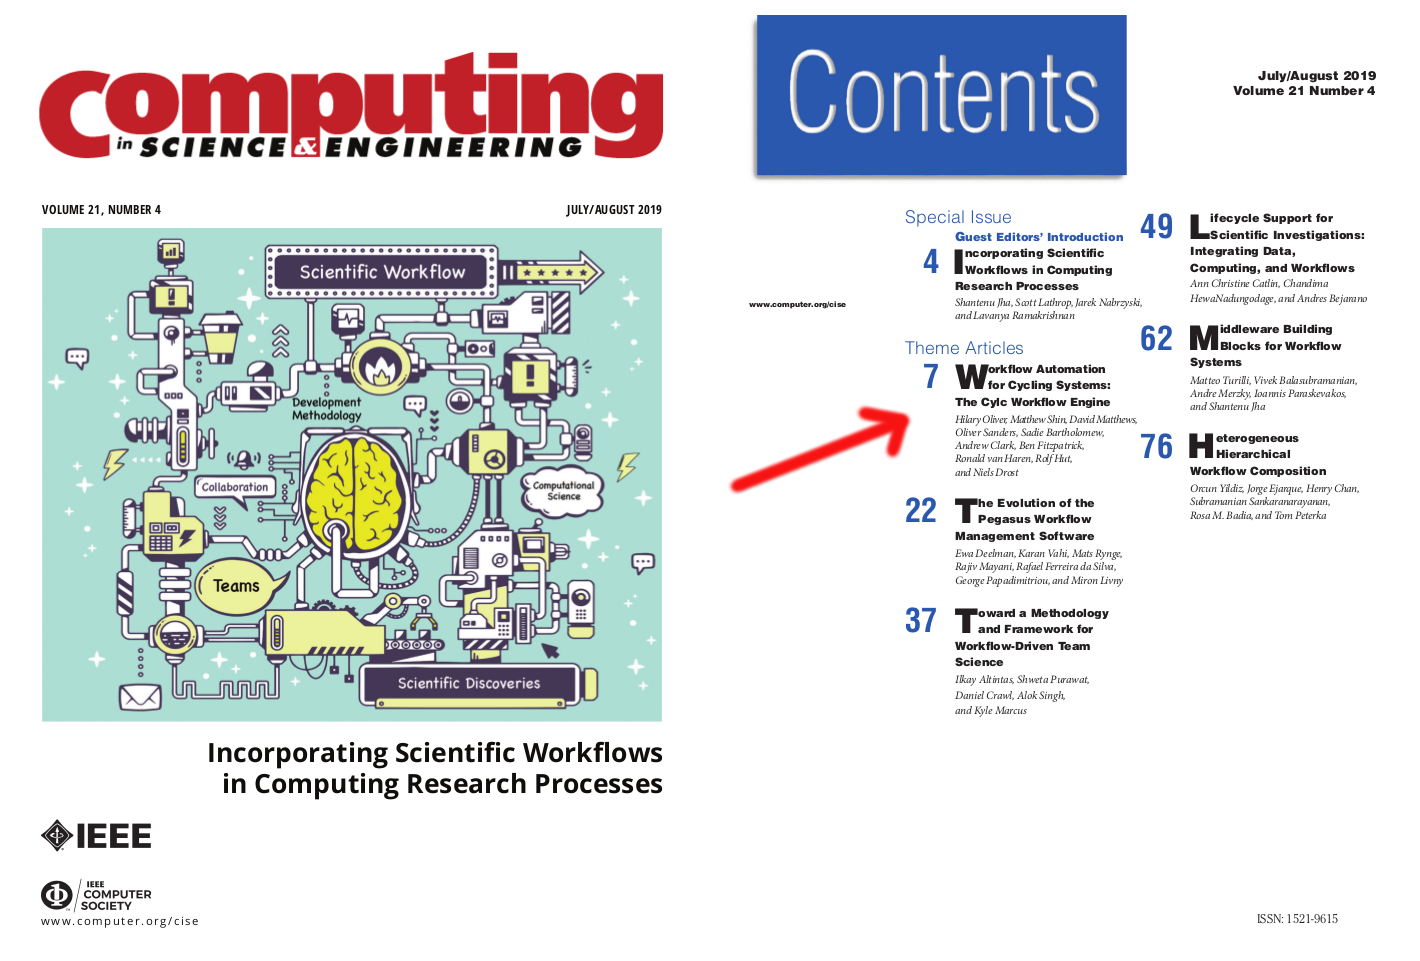 Computing
in SCIENCE & ENGINEERING
VOLUME 21, NUMBER 4
JULY/AUGUST 2019
Scientific Workflow
Development
Methodology
Collaboration
Computational
Science
Teams
Scientific Discoveries
Incorporating Scientific Workflows
in Computing Research Processes
IEEE
IEEE
COMPUTER
SOCIETY
www.computer.org/cise
Contents
July/August 2019
Volume 21 Number 4
www.computer.org/cise
Special Issue
Guest Editors' Introduction
4
Incorporating Scientific
Workflows in Computing
Research Processes
Shantenu Jha, Scott Lathrop, Jarek Nabrzyski,
and Lavanya Ramakrishnan
Theme Articles
7
Workflow Automation
for Cycling Systems:
The Cylc Workflow Engine
Hilary Oliver, Matthew Shin, David Matthews,
Oliver Sanders, Sadie Bartholomew,
Andrew Clark, Ben Fitzpatrick,
Ronald van Haren, Rolf Hut,
and Niels Drost
22
The Evolution of the
Pegasus Workflow
Management Software
Ewa Deelman, Karan Vahi, Mats Rynge,
Rajiv Mayani, Rafael Ferreira da Silva,
George Papadimitriou, and Miron Livny
37
Toward a Methodology
and Framework for
Workflow-Driven Team
Science
Ilkay Altintas, Shweta Purawat,
Daniel Crawl, Alok Singh,
and Kyle Marcus
49
Lifecycle Support for
Scientific Investigations:
Integrating Data,
Computing, and Workflows
Ann Christine Catlin, Chandima
HewaNadungodage, and Andres Bejarano
62
Middleware Building
Blocks for Workflow
Systems
Matteo Turilli, Vivek Balasubramanian,
Andre Merzky, Ioannis Paraskevakos,
and Shantenu Jha
76
Heterogeneous
Hierarchical
Workflow Composition
Orcun Yildiz, Jorge Ejarque, Henry Chan,
Subramanian Sankaranarayanan,
Rosa M. Badia, and Tom Peterka
ISSN: 1521-9615